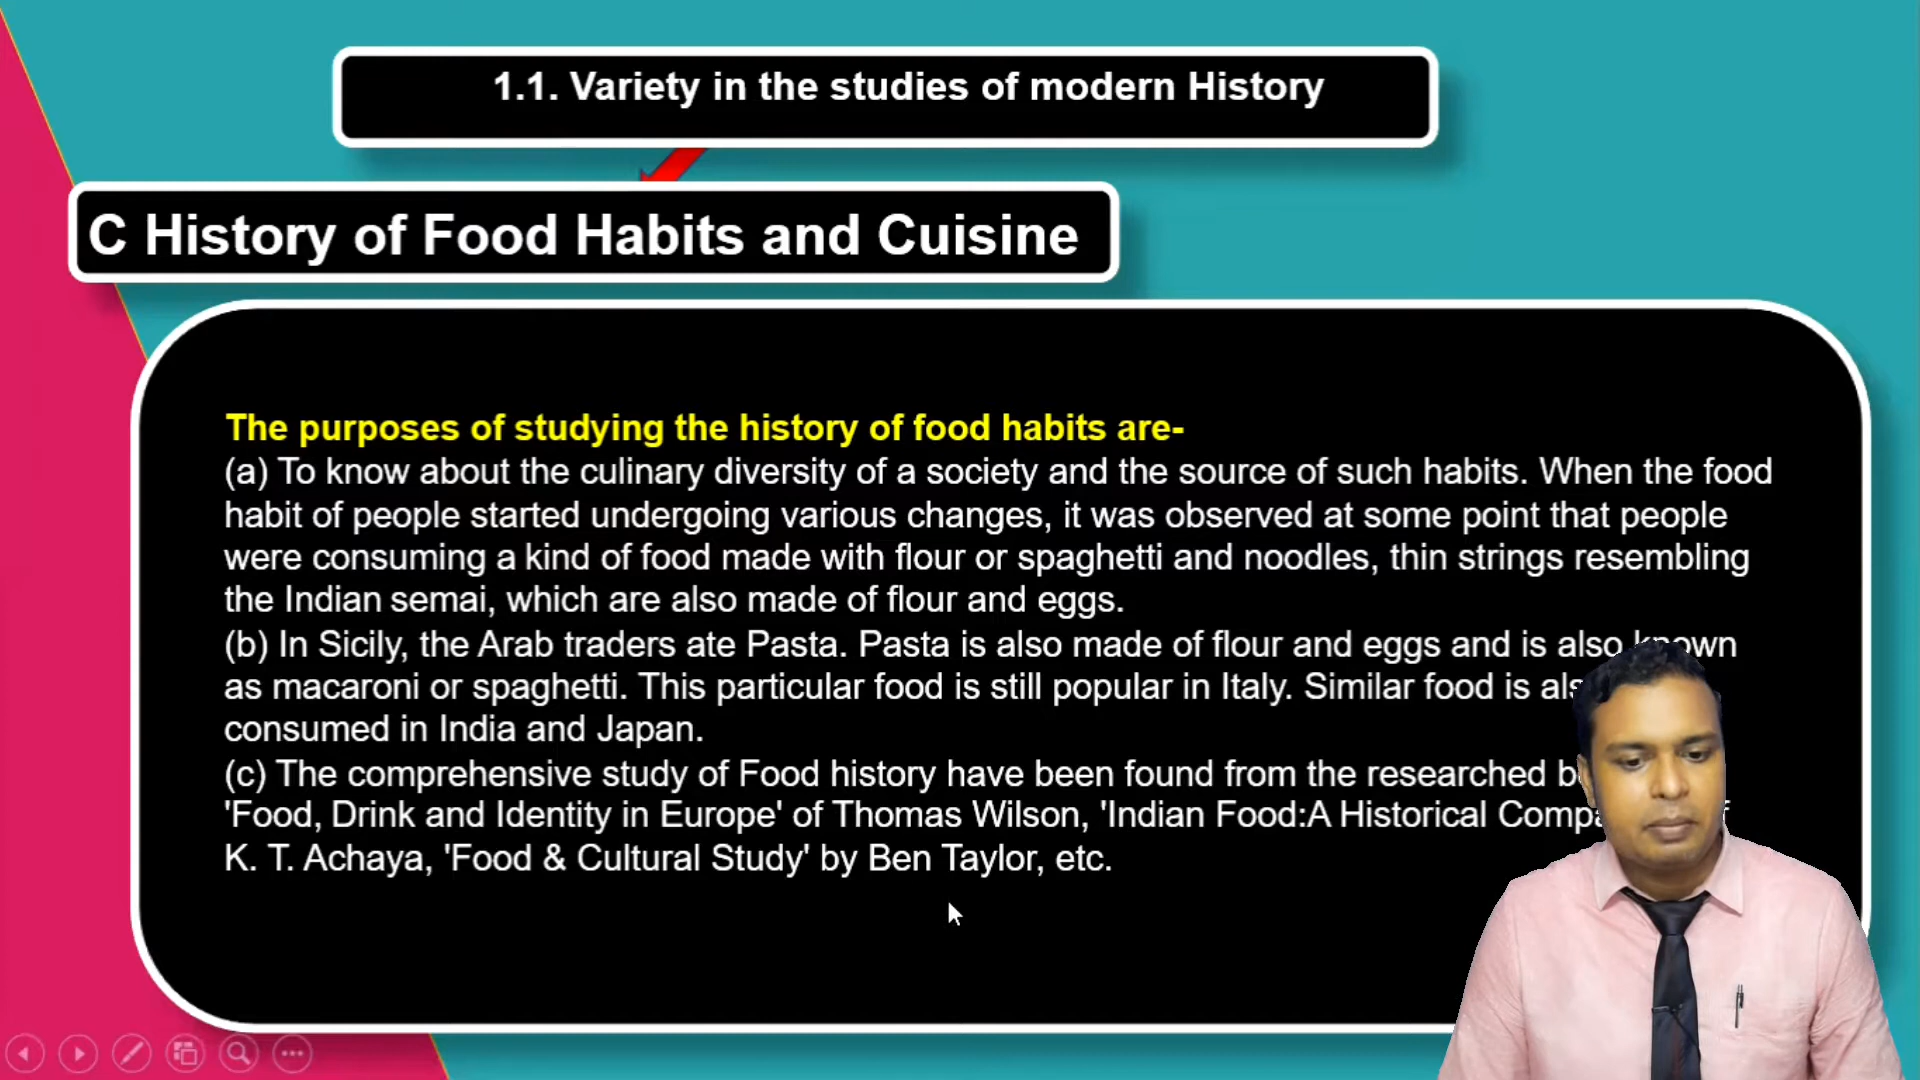 1.1. Variety in the studies of modern History
C History of Food Habits and Cuisine
The purposes of studying the history of food habits are-
(a) To know about the culinary diversity of a society and the source of such habits. When the food
habit of people started undergoing various changes, it was observed at some point that people
were consuming a kind of food made with flour or spaghetti and noodles, thin strings resembling
the Indian semai, which are also made of flour and eggs.
(b) In Sicily, the Arab traders ate Pasta. Pasta is also made of flour and eggs and is also known
as macaroni or spaghetti. This particular food is still popular in Italy. Similar food is
consumed in India and Japan.
(c) The comprehensive study of Food history have been found from the researched
'Food, Drink and Identity in Europe' of Thomas Wilson, 'Indian Food:A Historical
K. T. Achaya, 'Food & Cultural Study' by Ben Taylor, etc.